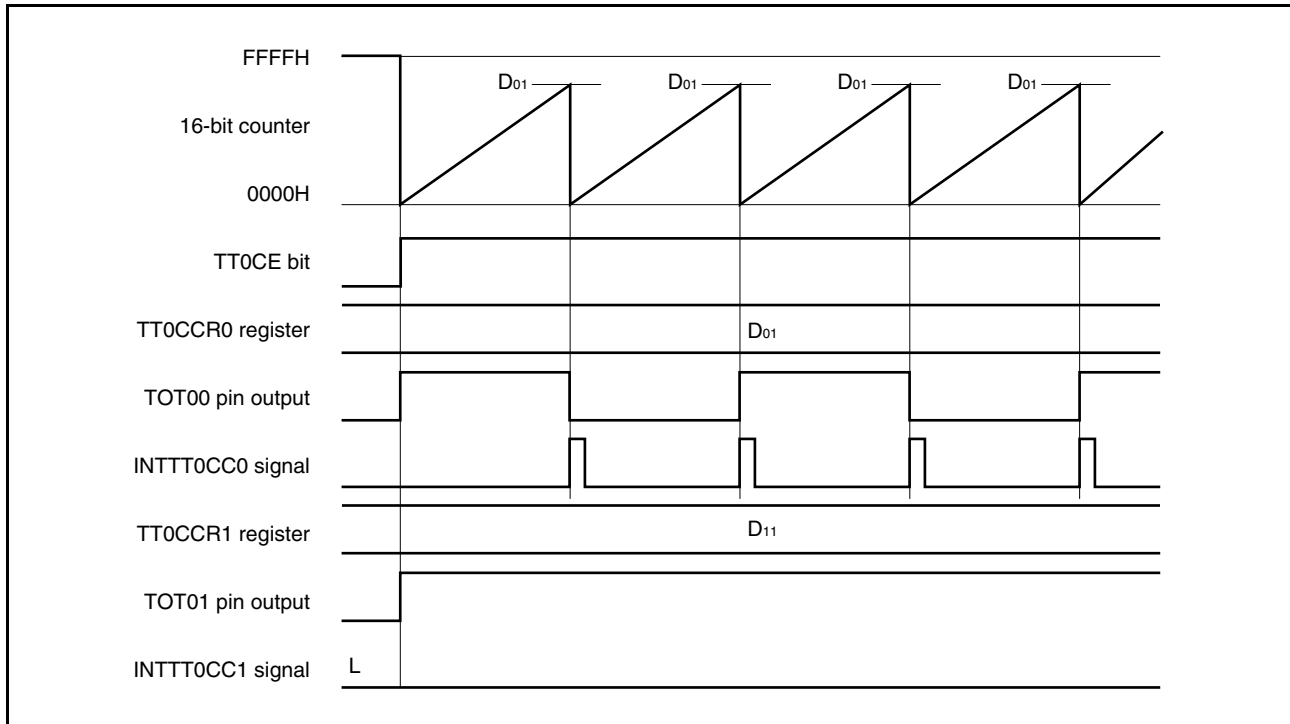 FFFFH
D01 D01 D01 D01
16-bit counter
0000H
TT0CE bit
TT0CCR0 register D01
TOT00 pin output
INTTT0CC0 signal
TT0CCR1 register D11
TOT01 pin output
INTTT0CC1 signal L